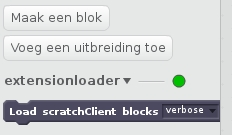 Maak een blok
Voeg een uitbreiding toe
extensionloader
Load scratchClient blocks verbose